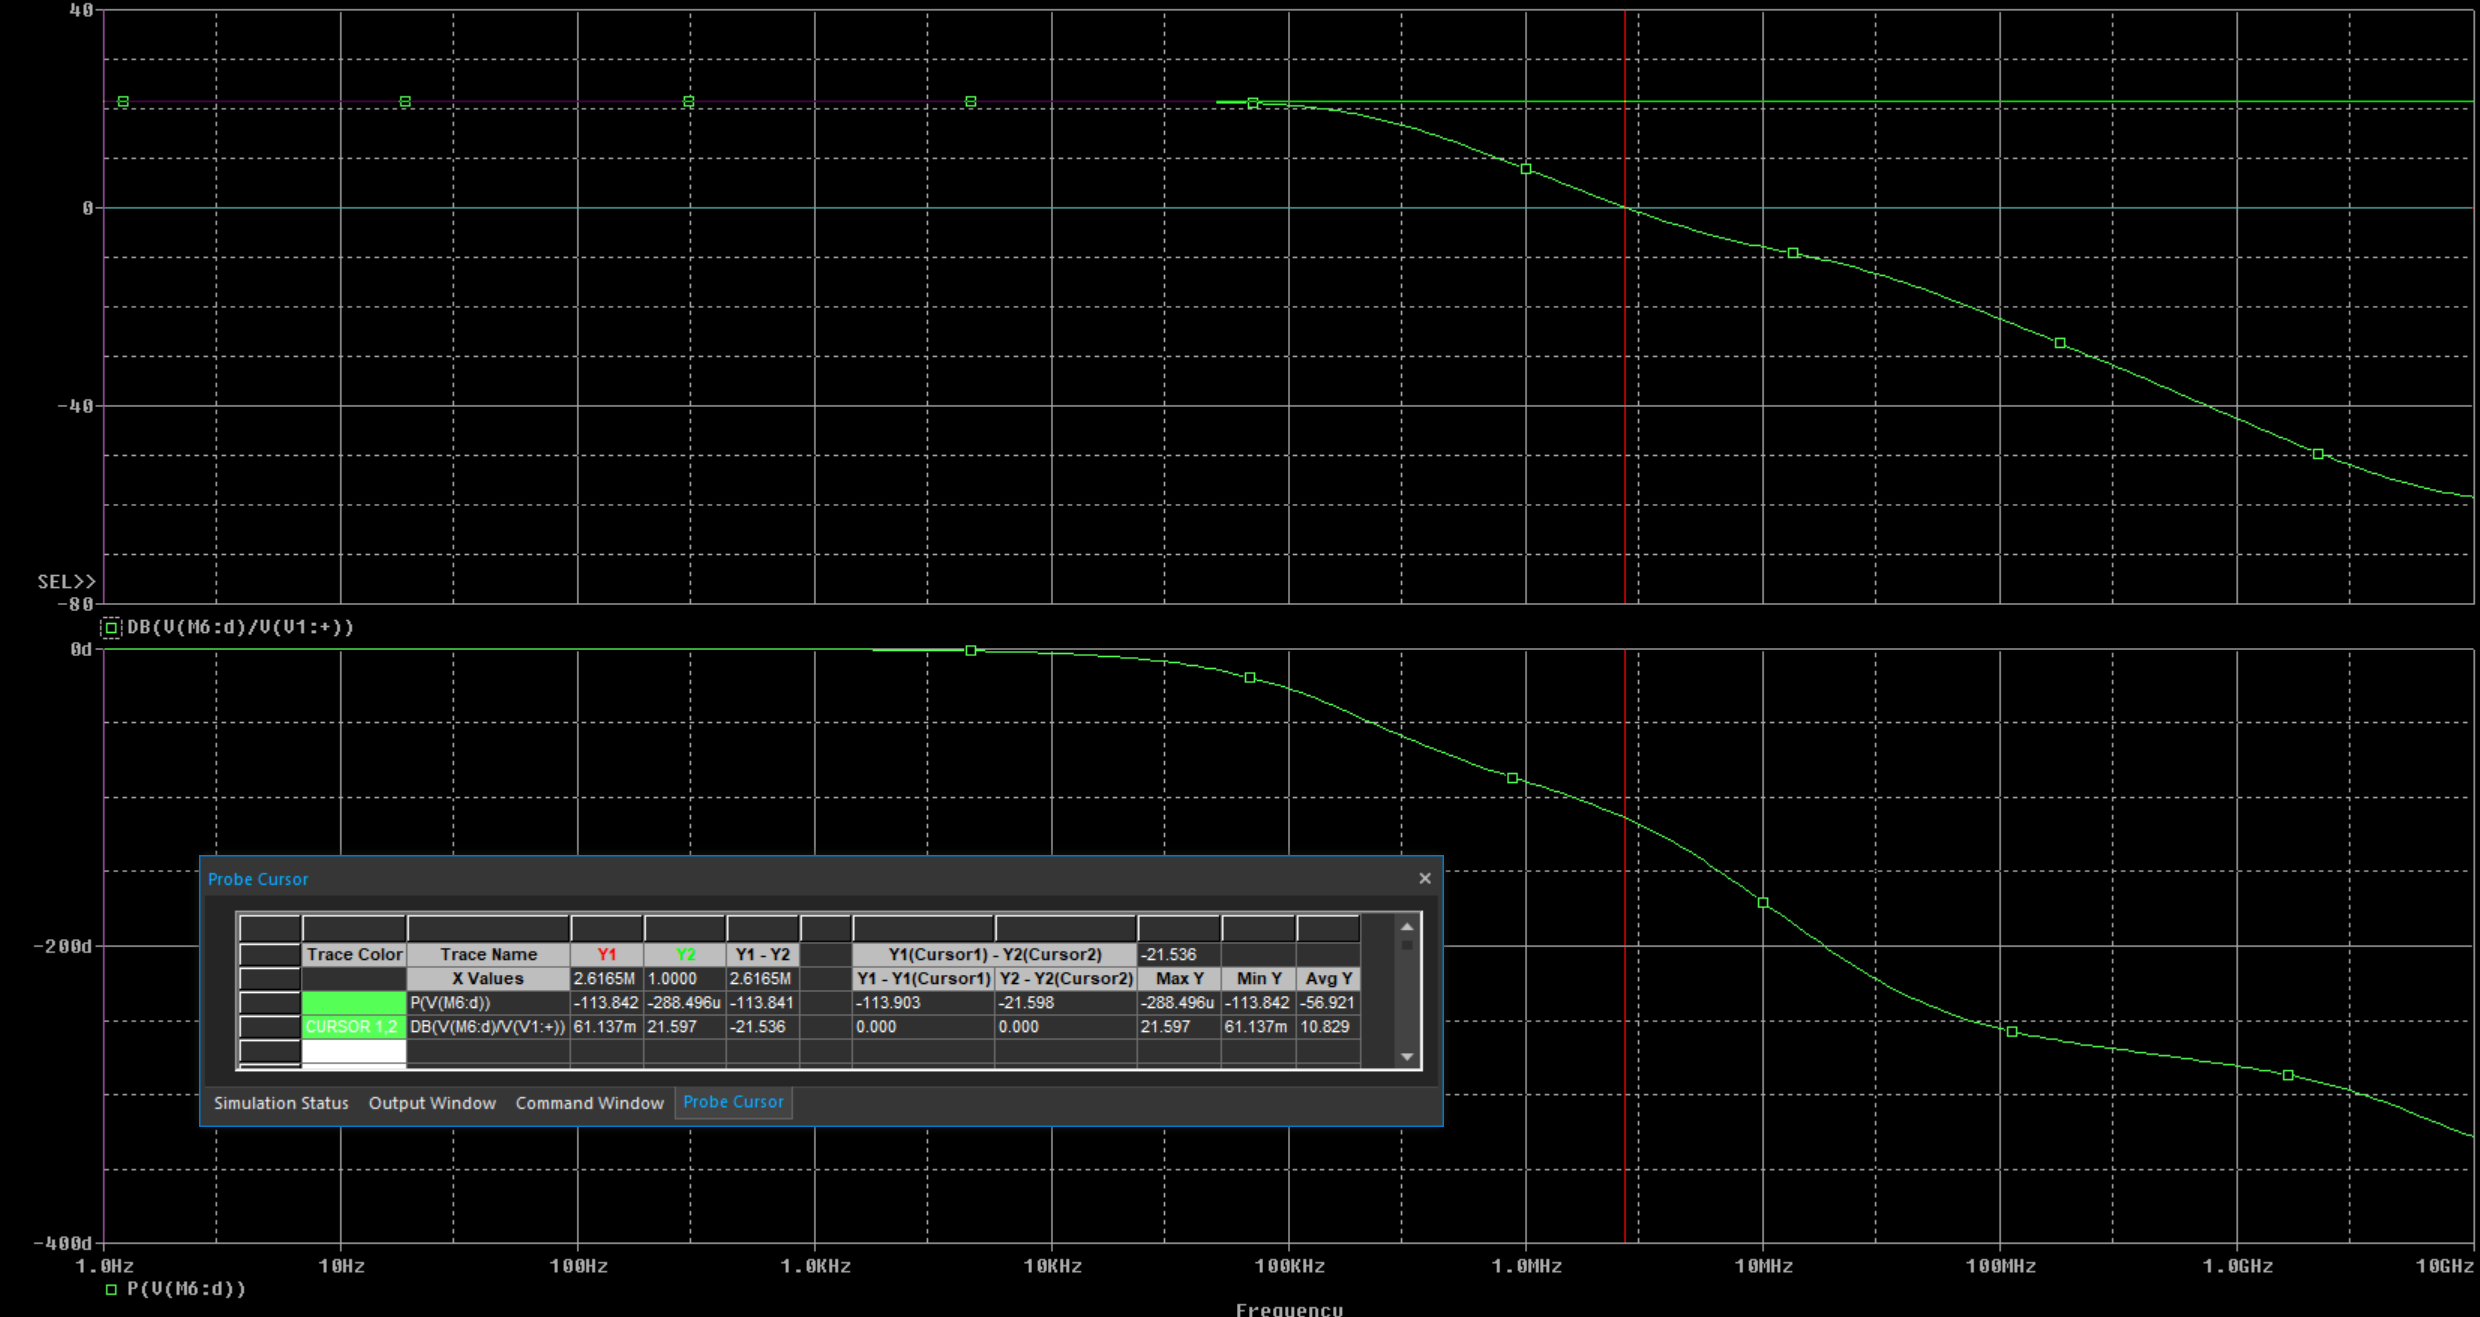 40
0
-40
SEL>>
-80
DB(V(M6:d)/V(V1:+))
0d
-200d
-400d
Probe Cursor
Trace Color Trace Name Y1 Y2 Y1 - Y2 Y1(Cursor1) - Y2(Cursor2) -21.536
X Values 2.6165M 1.0000 2.6165M Y1 - Y1(Cursor1) Y2 - Y2(Cursor2) Max Y Min Y Avg Y
P(V(M6:d)) -113.842 -288.496u -113.841 -113.903 -21.598 -288.496u -113.842 -56.921
CURSOR 1,2 DB(V(M6:d)/V(V1:+)) 61.137m 21.597 -21.536 0.000 0.000 21.597 61.137m 10.829
Simulation Status Output Window Command Window Probe Cursor
1.0Hz 10Hz 100Hz 1.0KHz 10KHz 100KHz 1.0MHz 10MHz 100MHz 1.0GHz 10GHz
P(V(M6:d))
Frequency